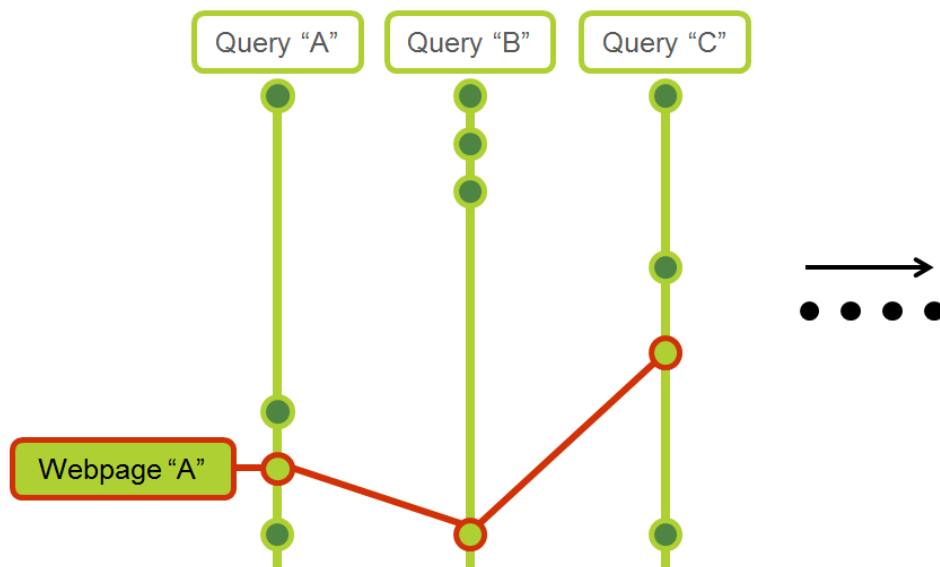 Query “A”
Query “B”
Query “C”
Webpage “A”